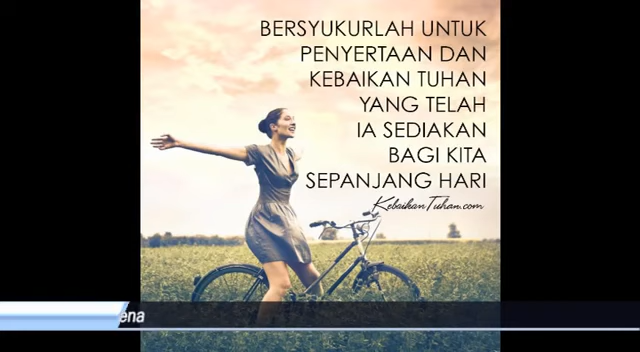 BERSYUKURLAH UNTUK
PENYERTAAN DAN
KEBAIKAN TUHAN
YANG TELAH
IA SEDIAKAN
BAGI KITA
SEPANJANG HARI
KebaikanTuhan.com
ena